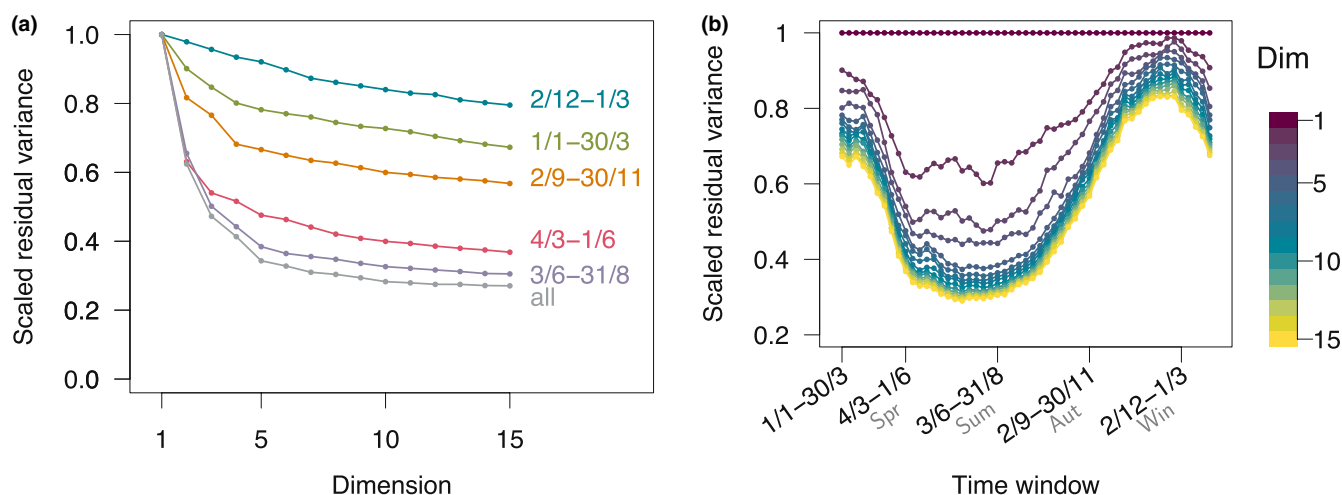 (a)
Scaled residual variance
1.0
0.8
0.6
0.4
0.2
0.0
2/12−1/3
1/1−30/3
2/9−30/11
4/3−1/6
3/6−31/8
all
1
5
10
15
Dimension
(b)
Scaled residual variance
1
0.8
0.6
0.4
0.2
1/1−30/3
4/3−1/6
Spr
3/6−31/8
Sum
2/9−30/11
Aut
2/12−1/3
Win
Time window
Dim
1
5
10
15